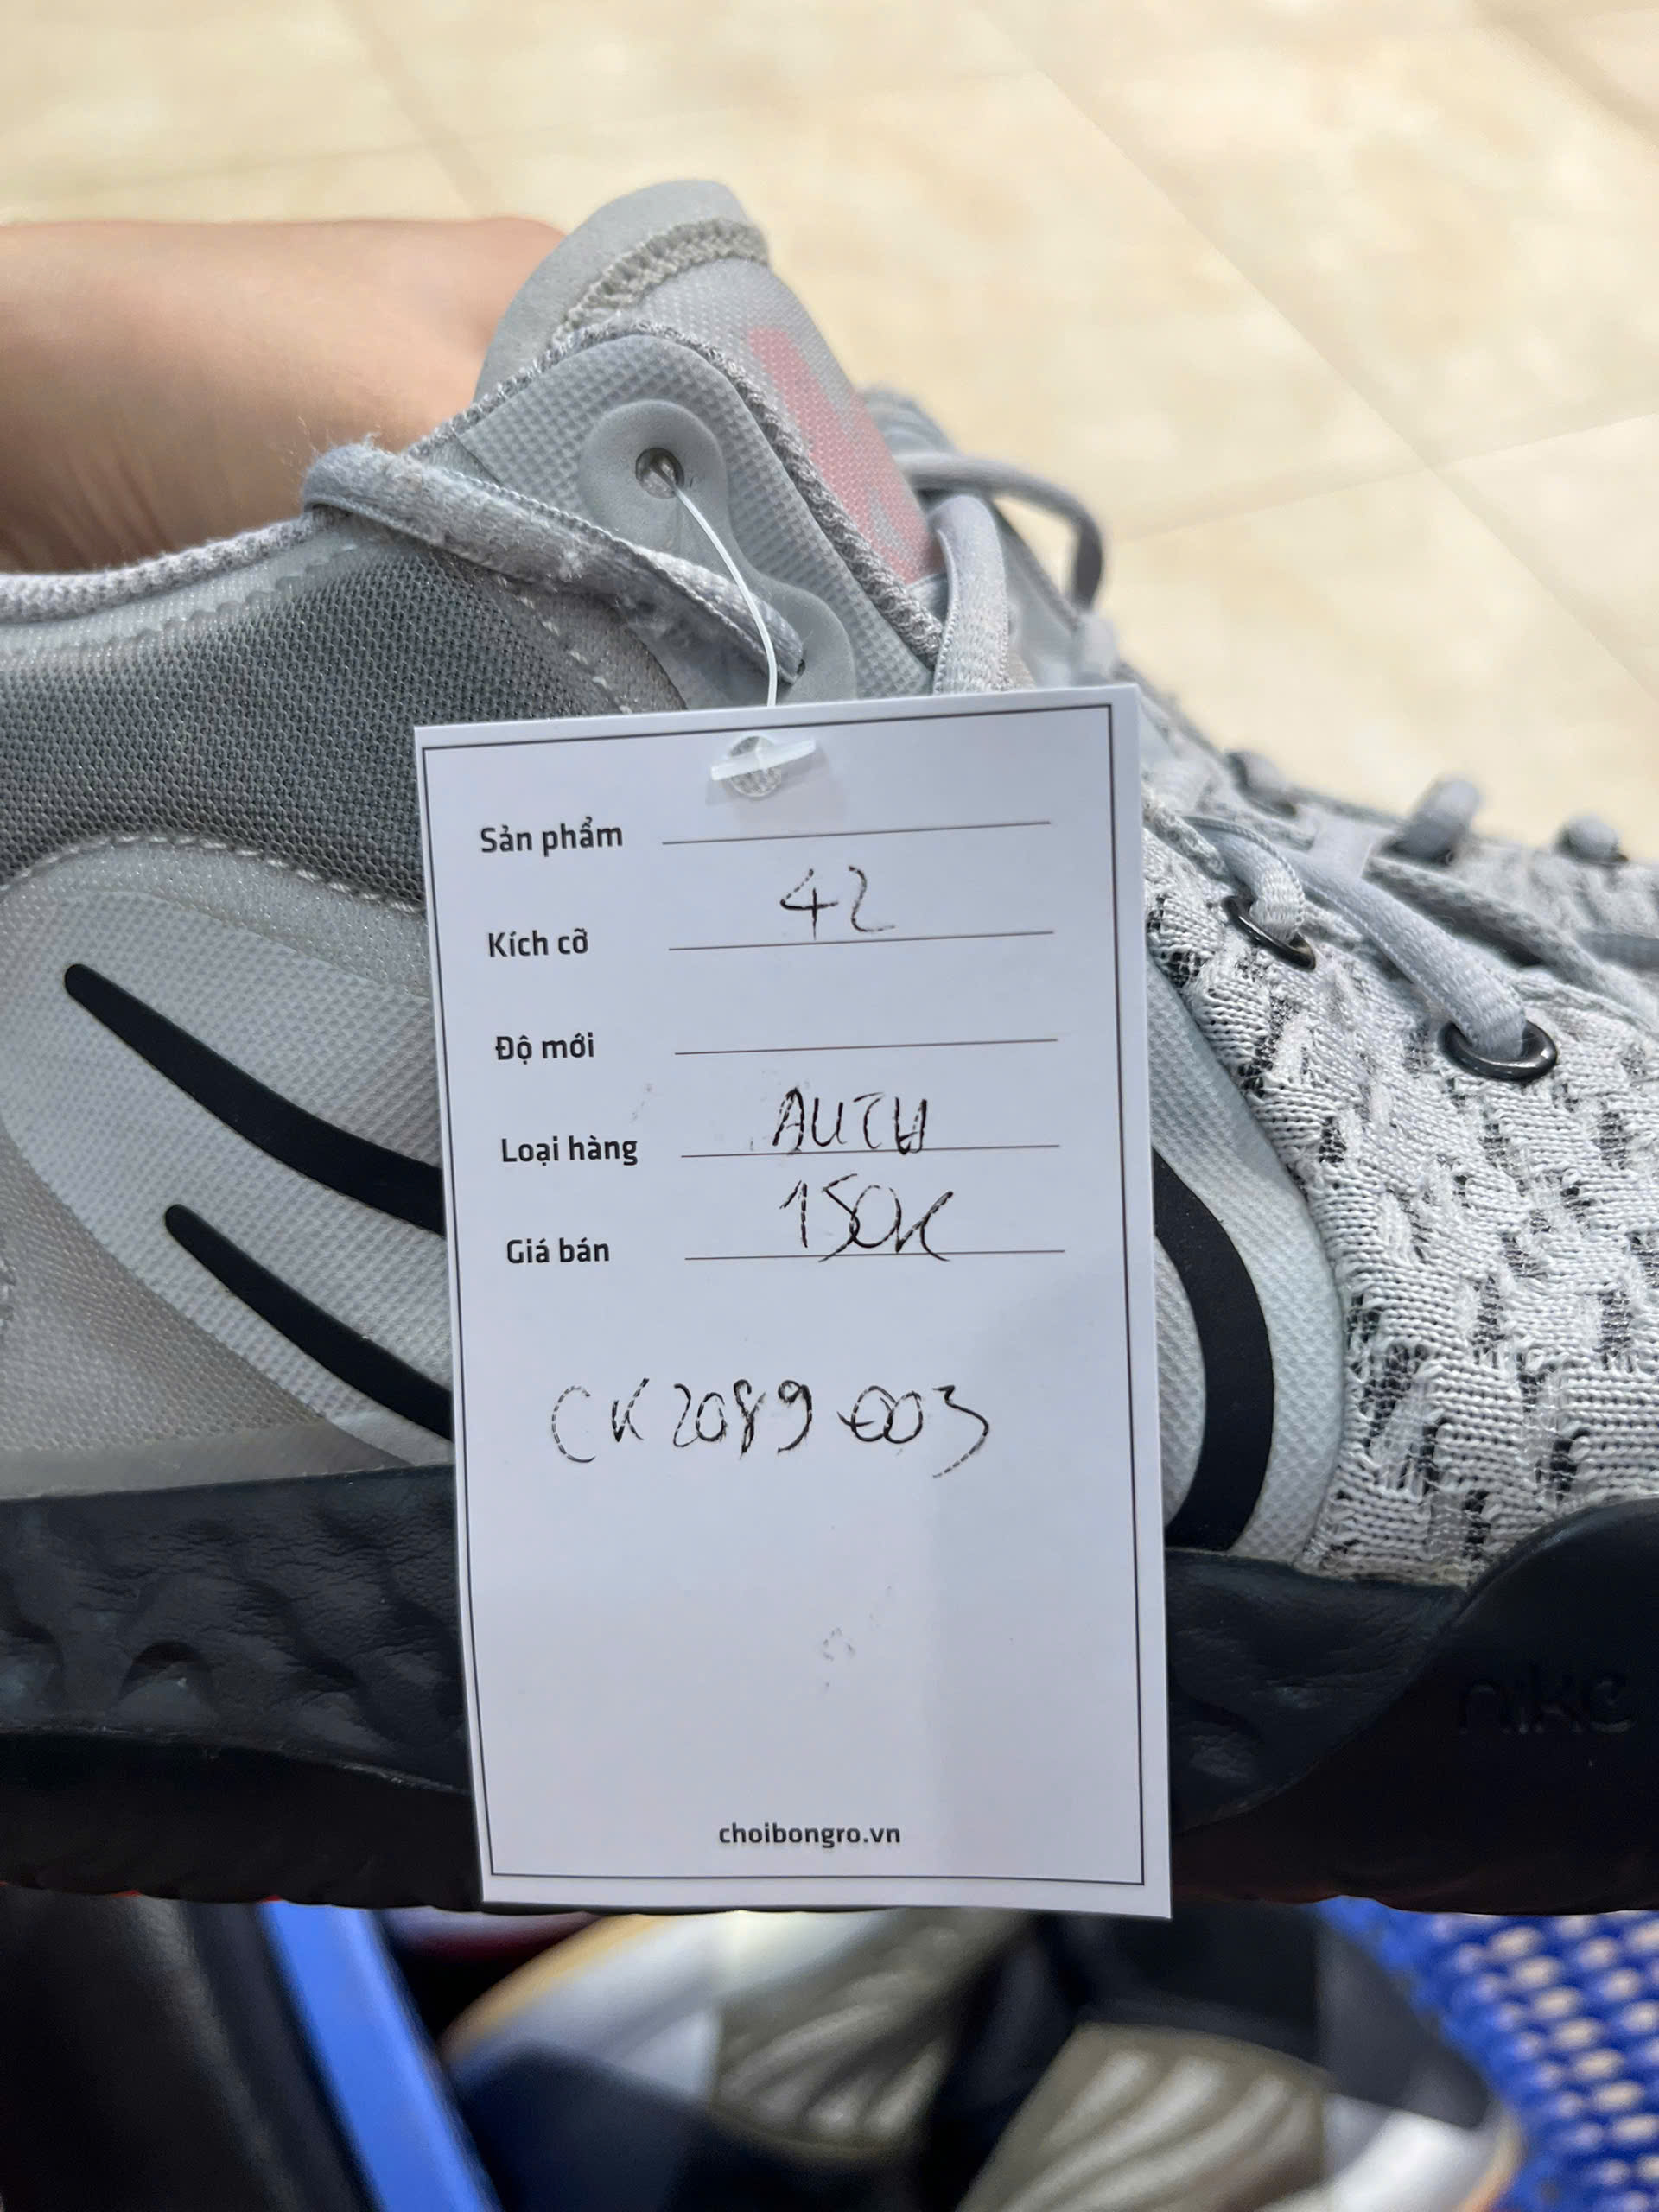 Sản phẩm
Kích cỡ 42
Độ mới
Loại hàng AUTH
Giá bán 150K
CK2089-003
nike
choibongro.vn